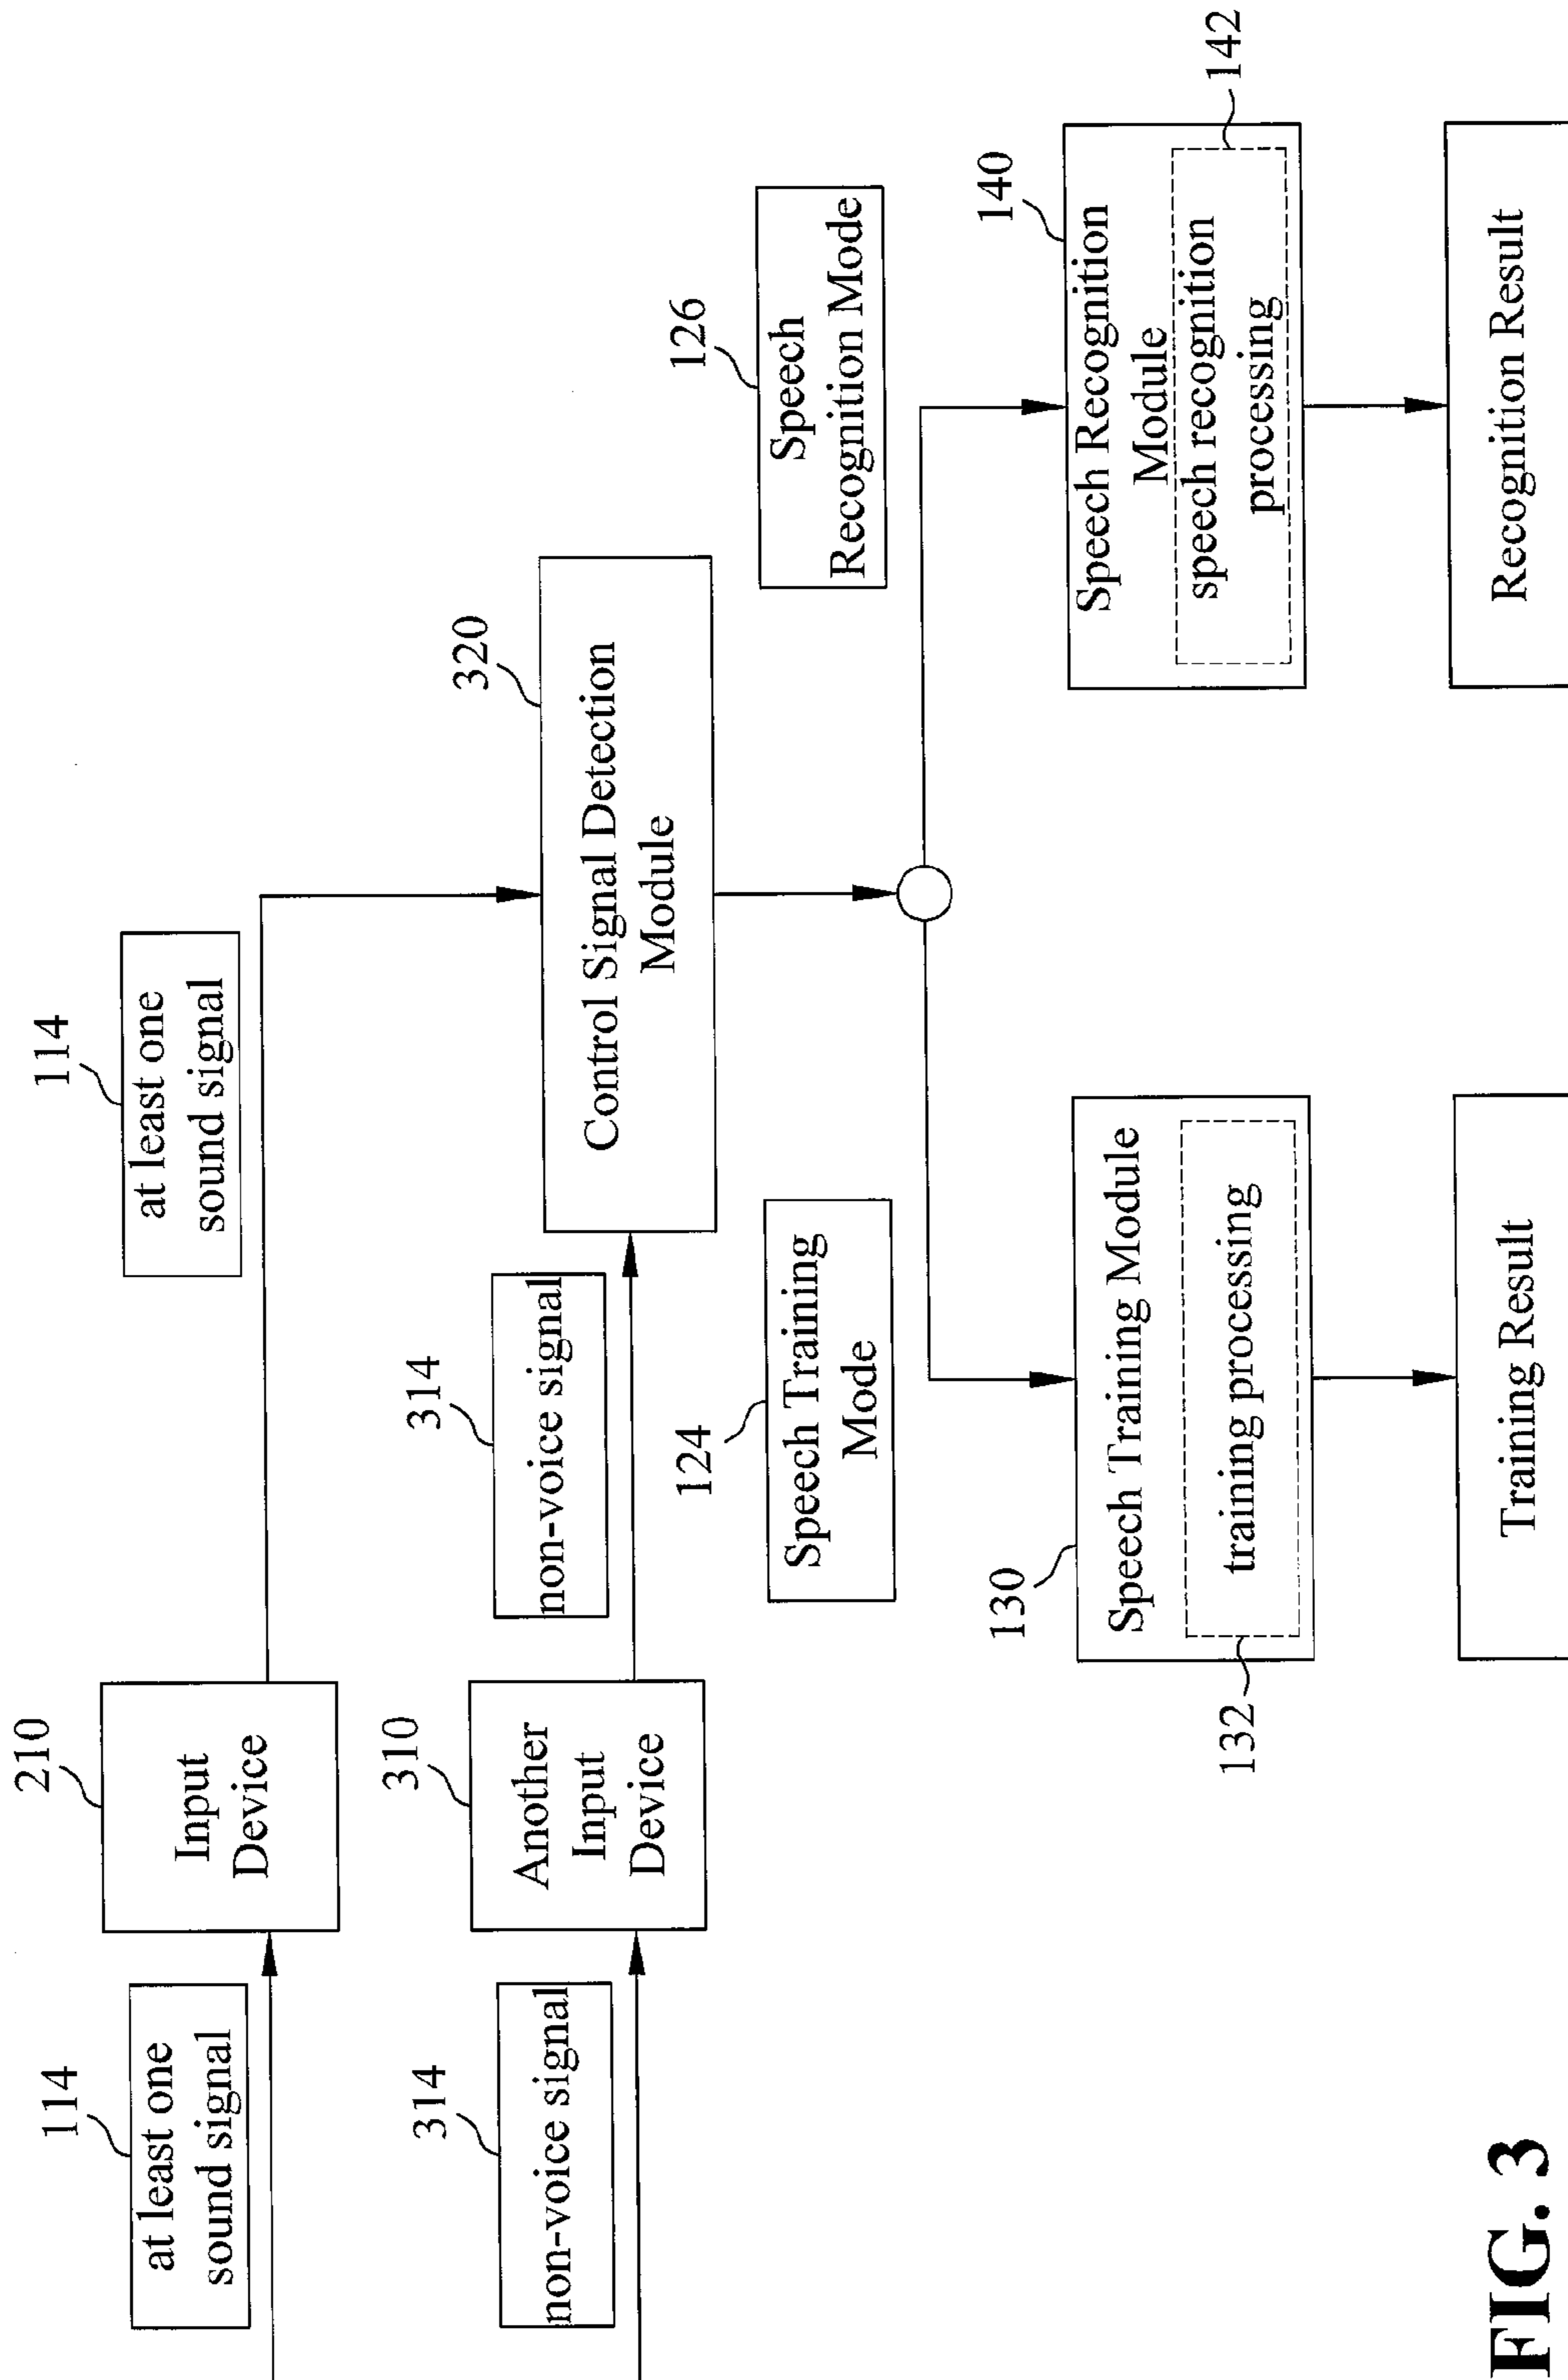 114
at least one
sound signal
210
Input
Device
114
at least one
sound signal
314
non-voice signal
310
Another
Input
Device
314
non-voice signal
320
Control Signal Detection
Module
124
Speech Training
Mode
126
Speech
Recognition Mode
130
Speech Training Module
training processing
132
140
Speech Recognition
Module
speech recognition
processing
142
Training Result
Recognition Result
FIG. 3